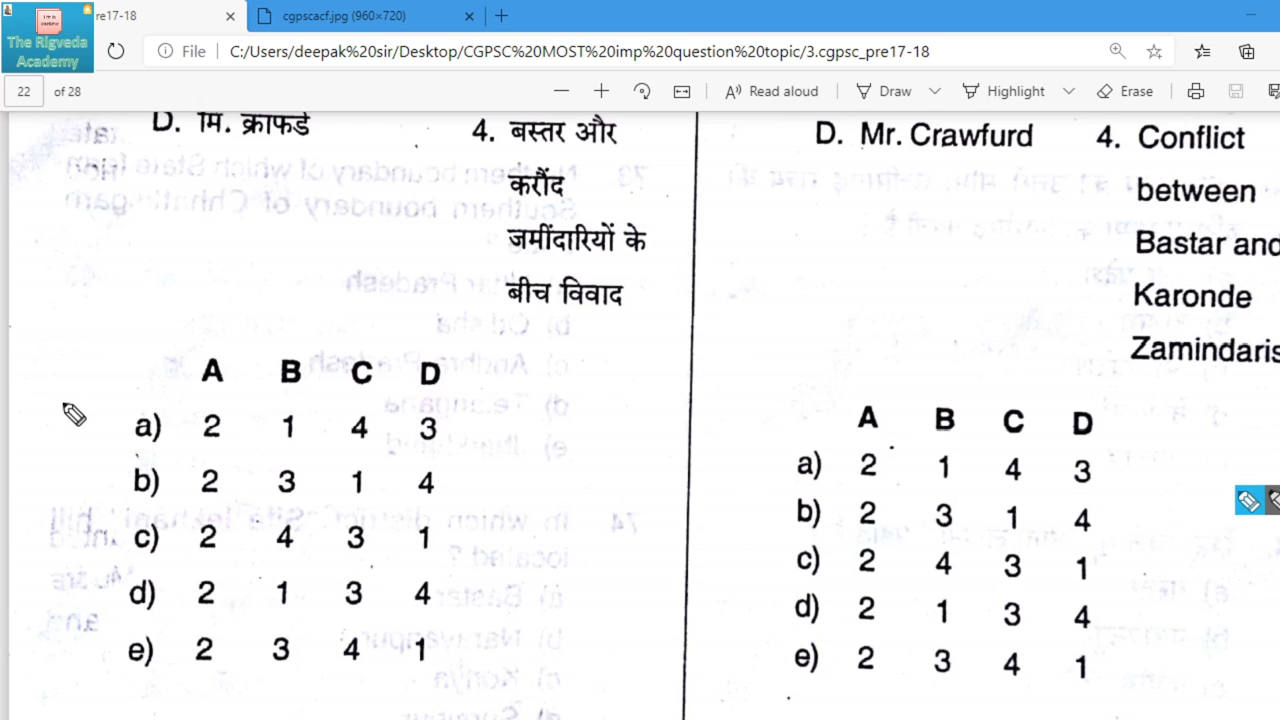 The Rigveda
Academy
re17-18
cgpscacf.jpg (960×720)
File
C:/Users/deepak%20sir/Desktop/CGPSC%20MOST%20imp%20question%20topic/3.cgpsc_pre17-18
22 of 28
Read aloud
Draw
Highlight
Erase
D. मि. क्राफर्ड
4. बस्तर और
करौंद
जमींदारियों के
बीच विवाद
A B C D
a) 2 1 4 3
b) 2 3 1 4
c) 2 4 3 1
d) 2 1 3 4
e) 2 3 4 1
D. Mr. Crawfurd
4. Conflict
between
Bastar and
Karonde
Zamindaris
A B C D
a) 2 1 4 3
b) 2 3 1 4
c) 2 4 3 1
d) 2 1 3 4
e) 2 3 4 1